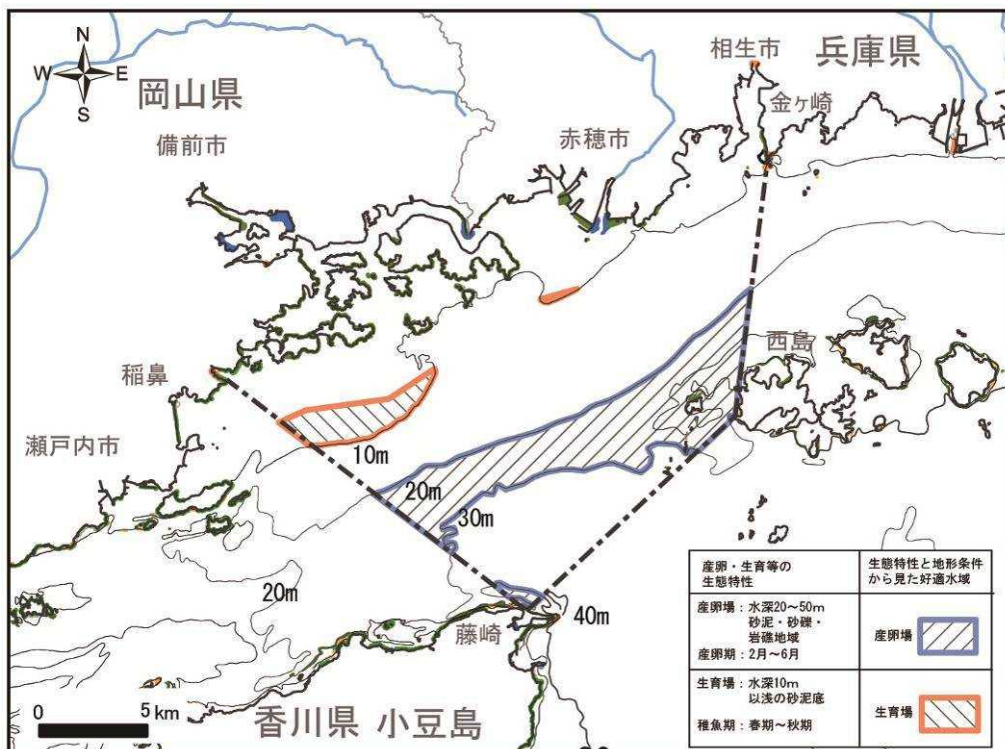 N
W E
S
岡山県
備前市
相生市
兵庫県
金ヶ崎
赤穂市
稲鼻
西島
瀬戸内市
10m
20m
30m
20m
藤崎
40m
0 5km
香川県 小豆島
産卵・生育等の
生態特性
生態特性と地形条件
から見た好適水域
産卵場：水深20～50m
砂泥・砂礫・
岩礁地域
産卵期：2月～6月
産卵場
生育場：水深10m
以浅の砂泥底
稚魚期：春期～秋期
生育場